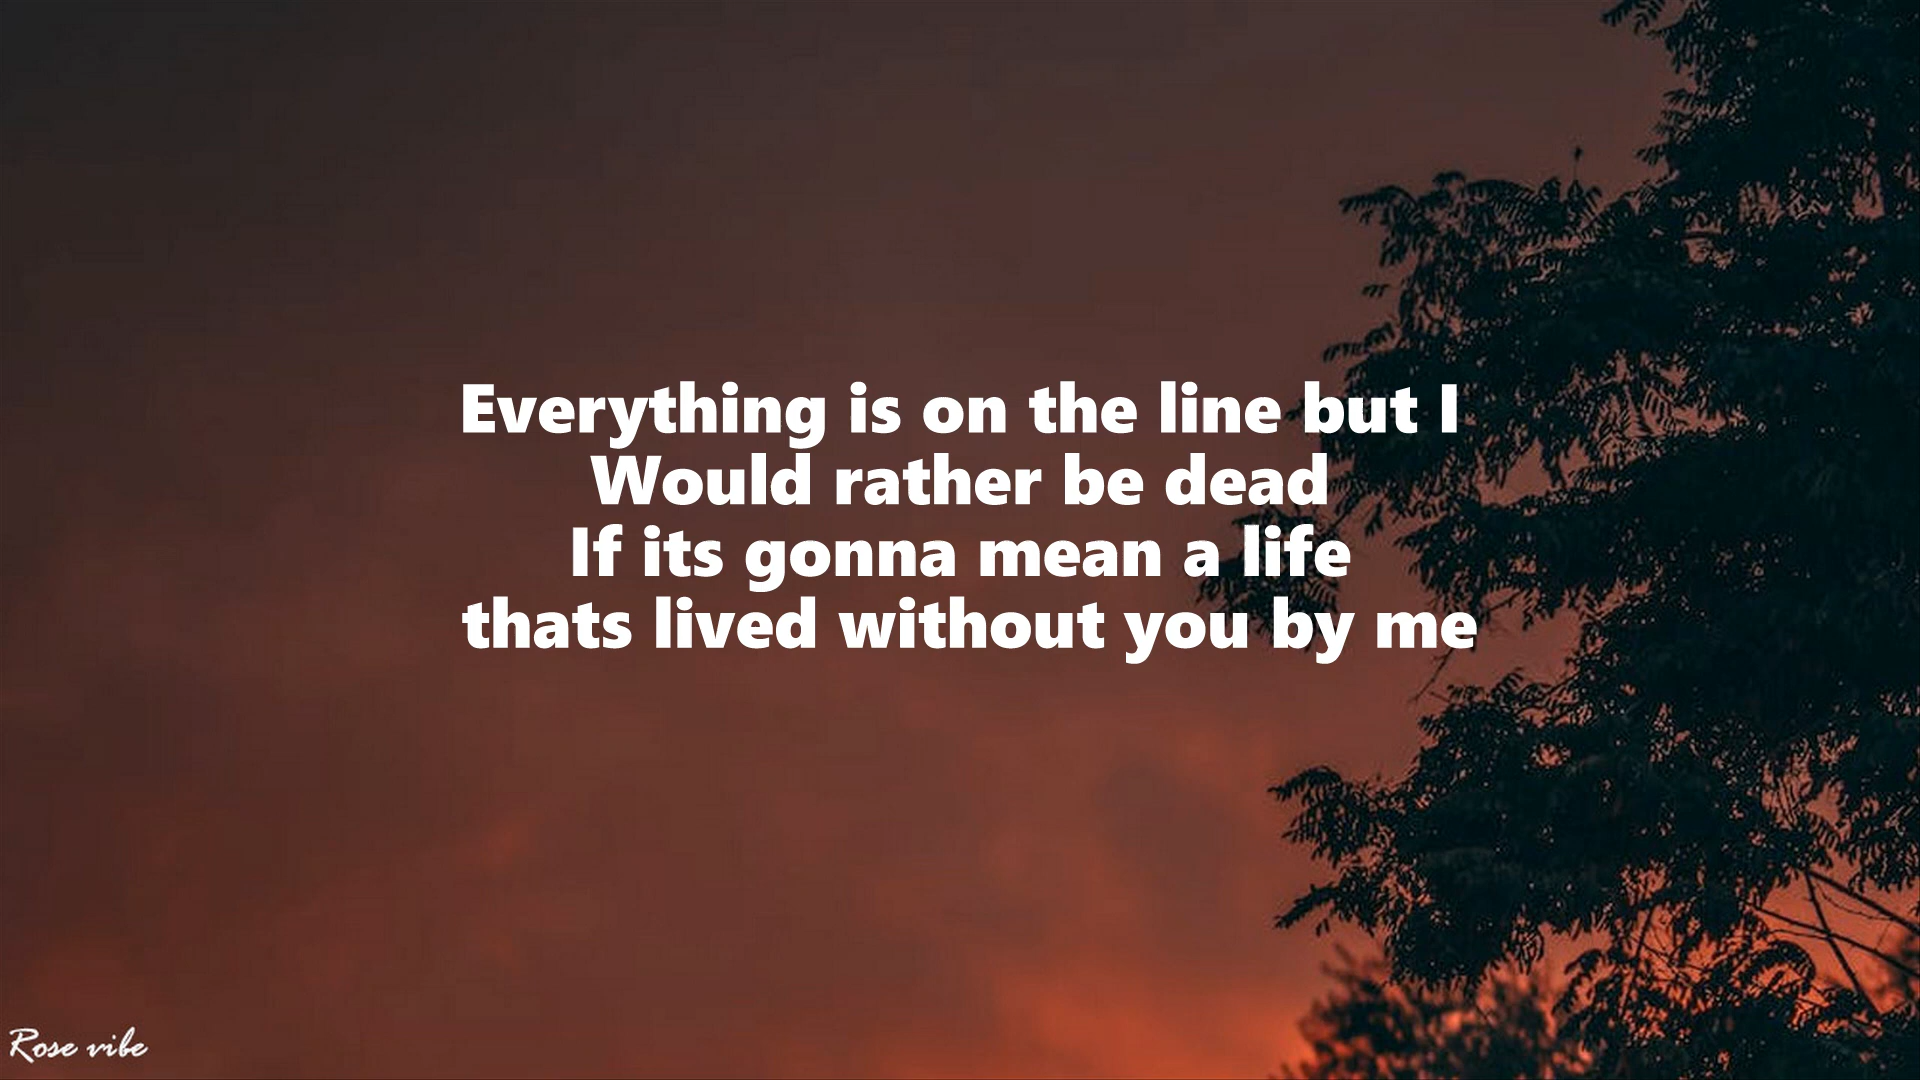 Everything is on the line but I
Would rather be dead
If its gonna mean a life
thats lived without you by me
Rose vibe